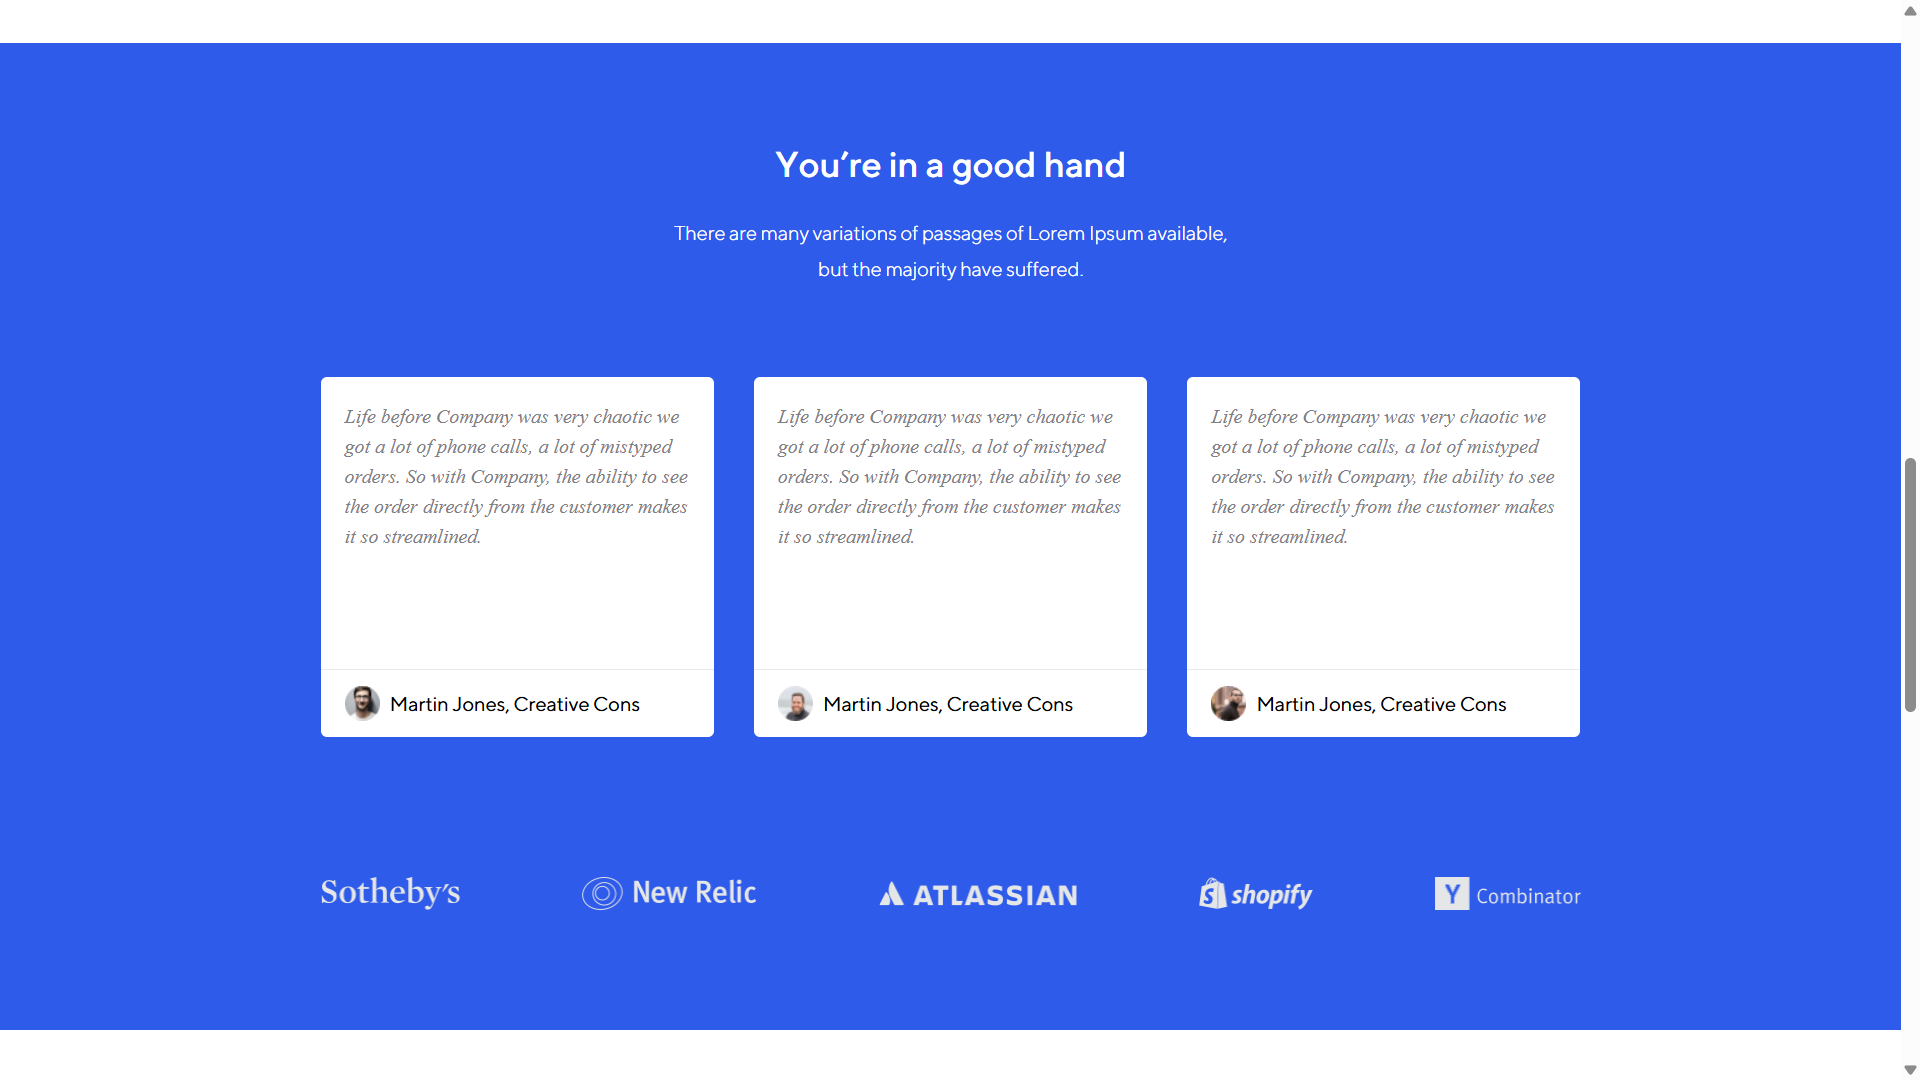 You’re in a good hand
There are many variations of passages of Lorem Ipsum available,
but the majority have suffered.
Life before Company was very chaotic we
got a lot of phone calls, a lot of mistyped
orders. So with Company, the ability to see
the order directly from the customer makes
it so streamlined.
Martin Jones, Creative Cons
Life before Company was very chaotic we
got a lot of phone calls, a lot of mistyped
orders. So with Company, the ability to see
the order directly from the customer makes
it so streamlined.
Martin Jones, Creative Cons
Life before Company was very chaotic we
got a lot of phone calls, a lot of mistyped
orders. So with Company, the ability to see
the order directly from the customer makes
it so streamlined.
Martin Jones, Creative Cons
Sotheby's
New Relic
ATLASSIAN
S shopify
Y Combinator